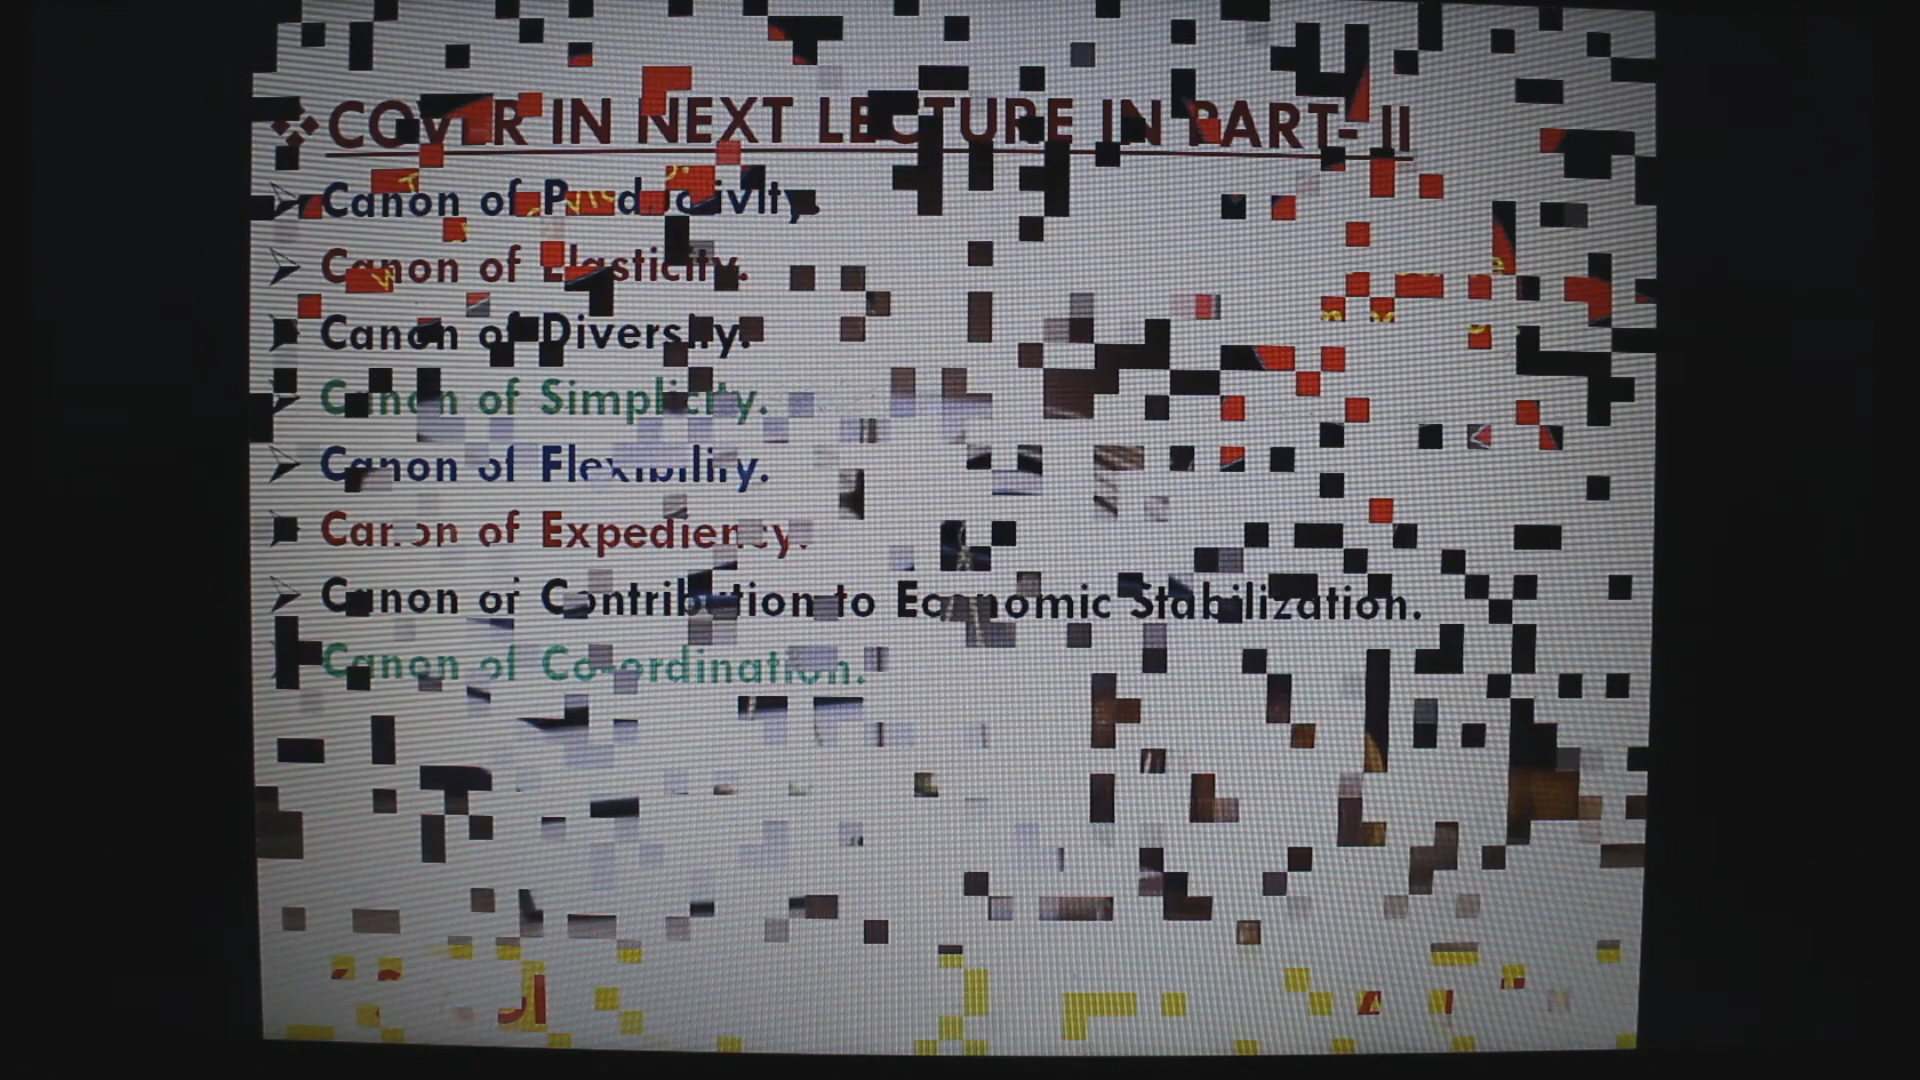 COVER IN NEXT LECTURE IN PART- II
Canon of Productivity.
Canon of Elasticity.
Canon of Diversity.
Canon of Simplicity.
Canon of Flexibility.
Canon of Expediency.
Canon of Contribution to Economic Stabilization.
Canon of Co-ordination.